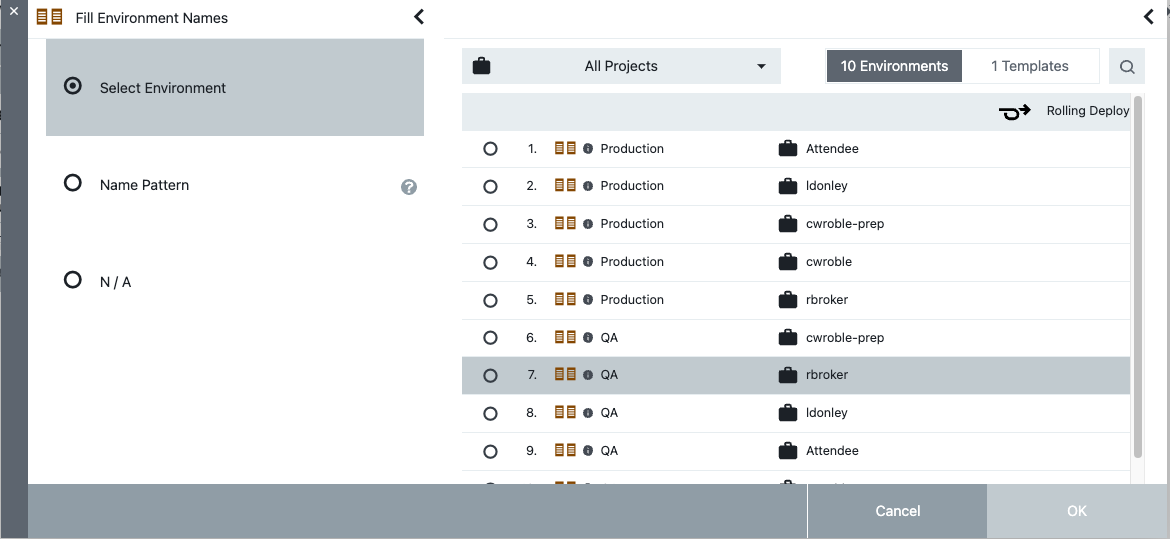 Fill Environment Names
Select Environment
Name Pattern
N / A
All Projects
10 Environments
1 Templates
Rolling Deploy
1. Production Attendee
2. Production ldonley
3. Production cwroble-prep
4. Production cwroble
5. Production rbroker
6. QA cwroble-prep
7. QA rbroker
8. QA ldonley
9. QA Attendee
Cancel
OK